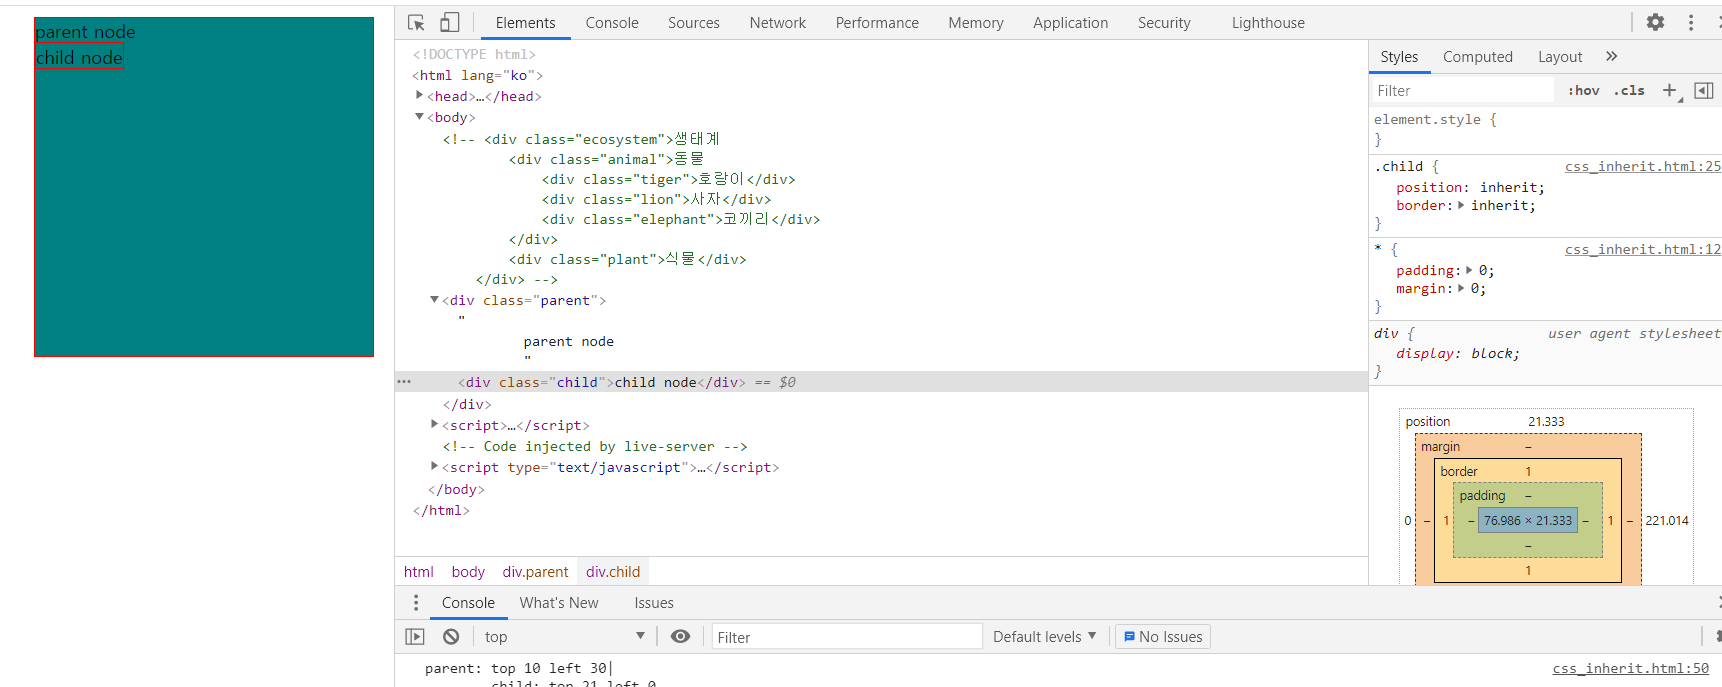 parent node
child node
Elements Console Sources Network Performance Memory Application Security Lighthouse
<!DOCTYPE html>
<html lang="ko">
<head>…</head>
<body>
<!-- <div class="ecosystem">생태계
<div class="animal">동물
<div class="tiger">호랑이</div>
<div class="lion">사자</div>
<div class="elephant">코끼리</div>
</div>
<div class="plant">식물</div>
</div> -->
<div class="parent">
"
parent node
"
<div class="child">child node</div> == $0
</div>
<script>…</script>
<!-- Code injected by live-server -->
<script type="text/javascript">…</script>
</body>
</html>
html body div.parent div.child
Styles Computed Layout
Filter :hov .cls
element.style {
}
.child { css_inherit.html:25
position: inherit;
border: inherit;
}
* { css_inherit.html:12
padding: 0;
margin: 0;
}
div { user agent stylesheet
display: block;
}
position 21.333
margin –
border 1
padding –
0 – 1 – 76.986 × 21.333 – 1 – 221.014
–
1
Console What's New Issues
top Filter Default levels No Issues
parent: top 10 left 30| css_inherit.html:50
child: top 21 left 0